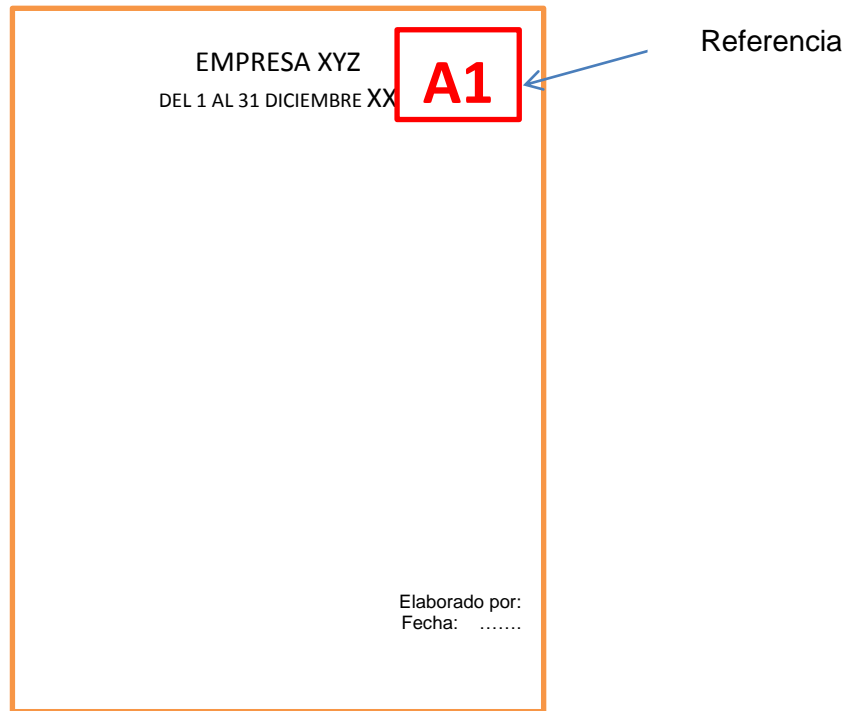 Referencia
EMPRESA XYZ
A1
DEL 1 AL 31 DICIEMBRE XX
Elaborado por:
Fecha: …….